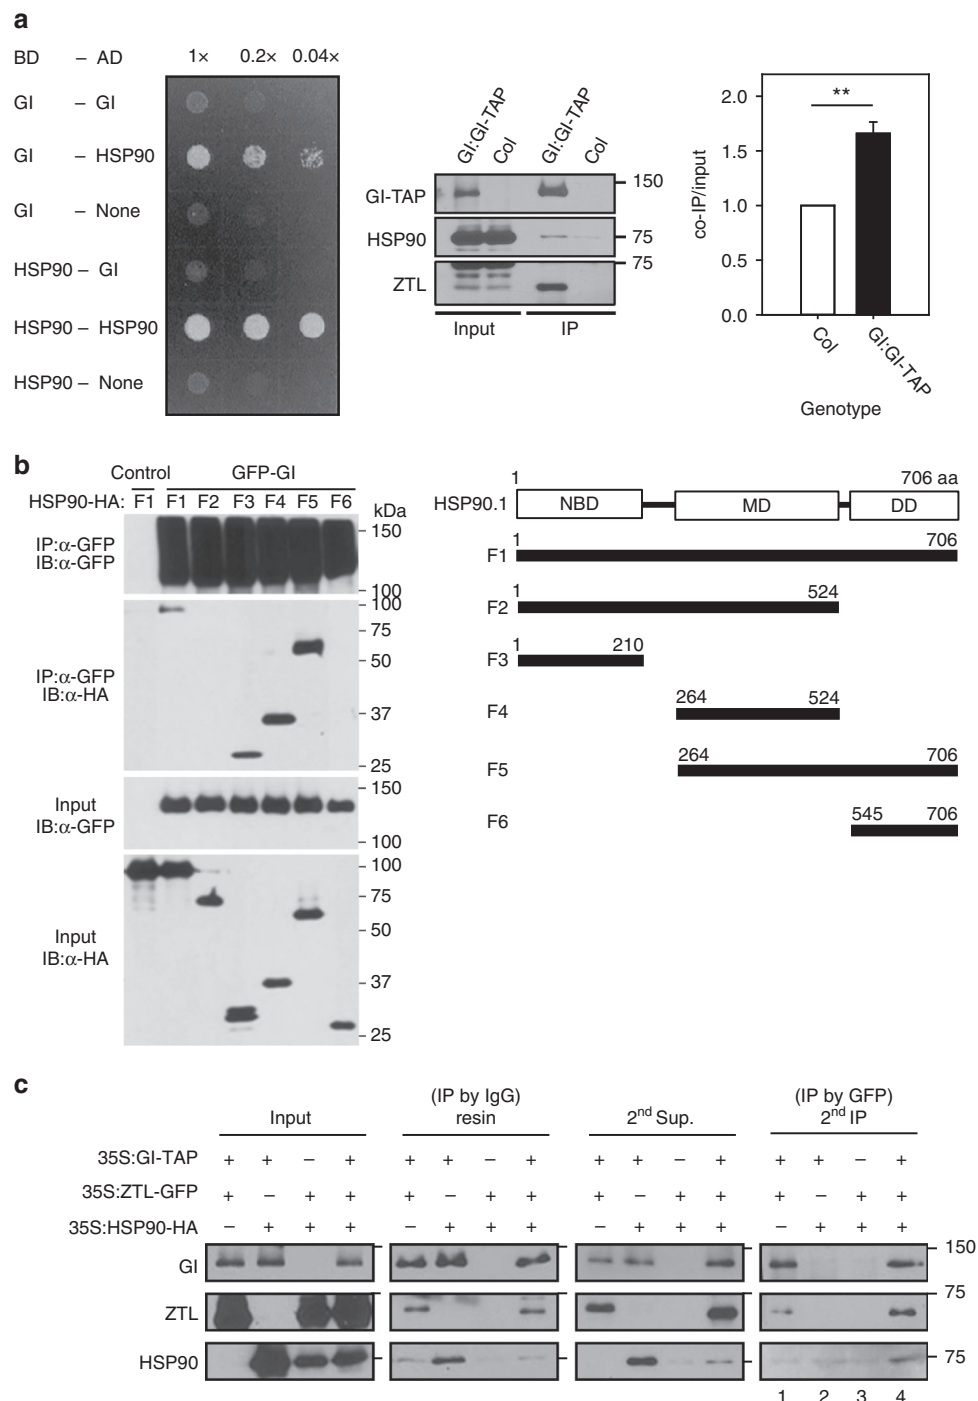 a
BD – AD 1× 0.2× 0.04×
GI – GI
GI – HSP90
GI – None
HSP90 – GI
HSP90 – HSP90
HSP90 – None
GI:GI-TAP Col GI:GI-TAP Col
GI-TAP 150
HSP90 75
75
ZTL
Input IP
co-IP/input
2.0
1.5
1.0
0.5
0.0
**
Col GI:GI-TAP
Genotype
b
Control GFP-GI
HSP90-HA: F1 F1 F2 F3 F4 F5 F6
kDa
IP:α-GFP
IB:α-GFP
150
100
IP:α-GFP
IB:α-HA
100
75
50
37
25
Input
IB:α-GFP
150
100
Input
IB:α-HA
100
75
50
37
25
1 706 aa
HSP90.1 NBD MD DD
1 706
F1
1 524
F2
1 210
F3
264 524
F4
264 706
F5
545 706
F6
c
Input (IP by IgG) resin 2nd Sup. (IP by GFP) 2nd IP
35S:GI-TAP + + – + + + – + + + – + + + – +
35S:ZTL-GFP + – + + + – + + + – + + + – + +
35S:HSP90-HA – + + + – + + + – + + + – + + +
GI 150
75
ZTL
HSP90 75
1 2 3 4